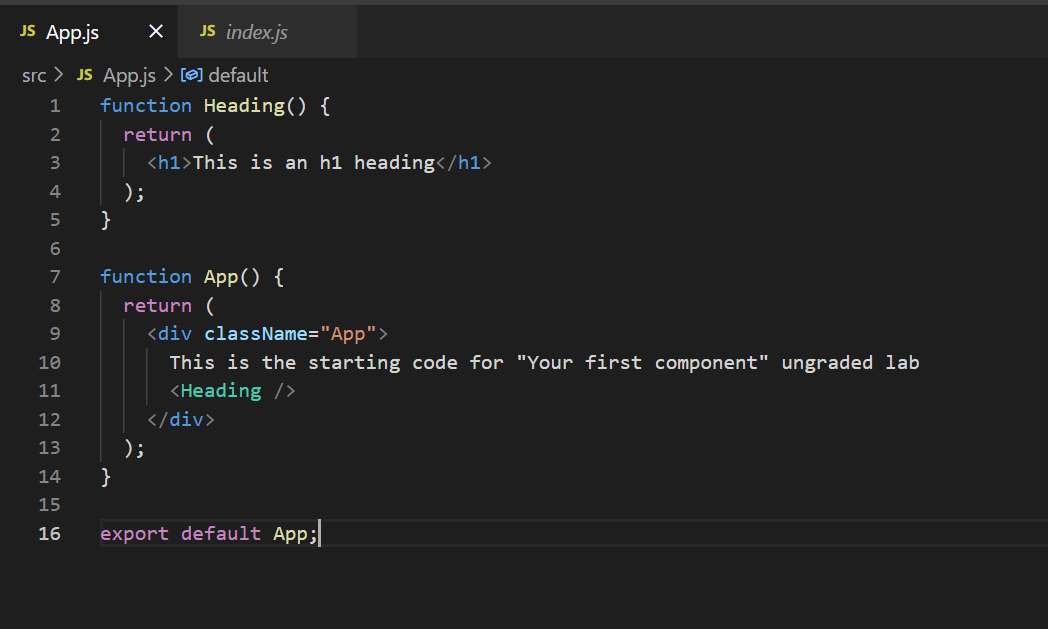 JS App.js × JS index.js
src > JS App.js > default
1 function Heading() {
2   return (
3     <h1>This is an h1 heading</h1>
4   );
5 }
6
7 function App() {
8   return (
9     <div className="App">
10       This is the starting code for "Your first component" ungraded lab
11       <Heading />
12     </div>
13   );
14 }
15
16 export default App;